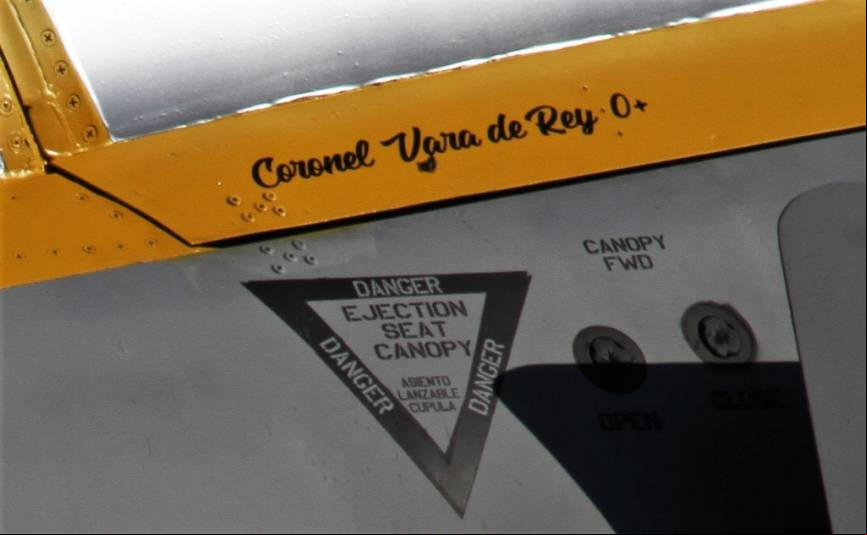 Coronel Vara de Rey O+
CANOPY
FWD
DANGER
EJECTION
SEAT
CANOPY
ASIENTO
LANZABLE
CUPULA
DANGER
DANGER
OPEN
CLOSE